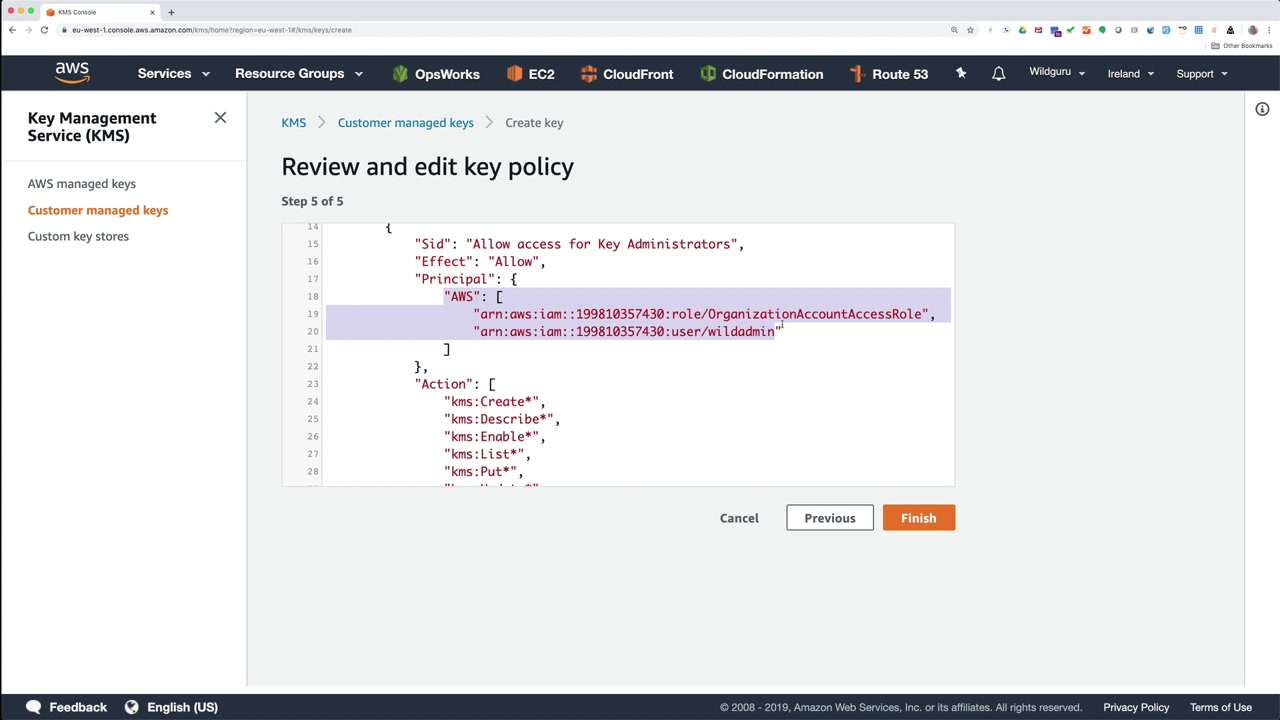 KMS Console
eu-west-1.console.aws.amazon.com/kms/home?region=eu-west-1#/kms/keys/create
Other Bookmarks
aws
Services
Resource Groups
OpsWorks
EC2
CloudFront
CloudFormation
Route 53
Wildguru
Ireland
Support
Key Management
Service (KMS)
AWS managed keys
Customer managed keys
Custom key stores
KMS
Customer managed keys
Create key
Review and edit key policy
Step 5 of 5
14 {
15 "Sid": "Allow access for Key Administrators",
16 "Effect": "Allow",
17 "Principal": {
18 "AWS": [
19 "arn:aws:iam::199810357430:role/OrganizationAccountAccessRole",
20 "arn:aws:iam::199810357430:user/wildadmin"
21 ]
22 },
23 "Action": [
24 "kms:Create*",
25 "kms:Describe*",
26 "kms:Enable*",
27 "kms:List*",
28 "kms:Put*",
Cancel
Previous
Finish
Feedback
English (US)
© 2008 - 2019, Amazon Web Services, Inc. or its affiliates. All rights reserved.
Privacy Policy
Terms of Use